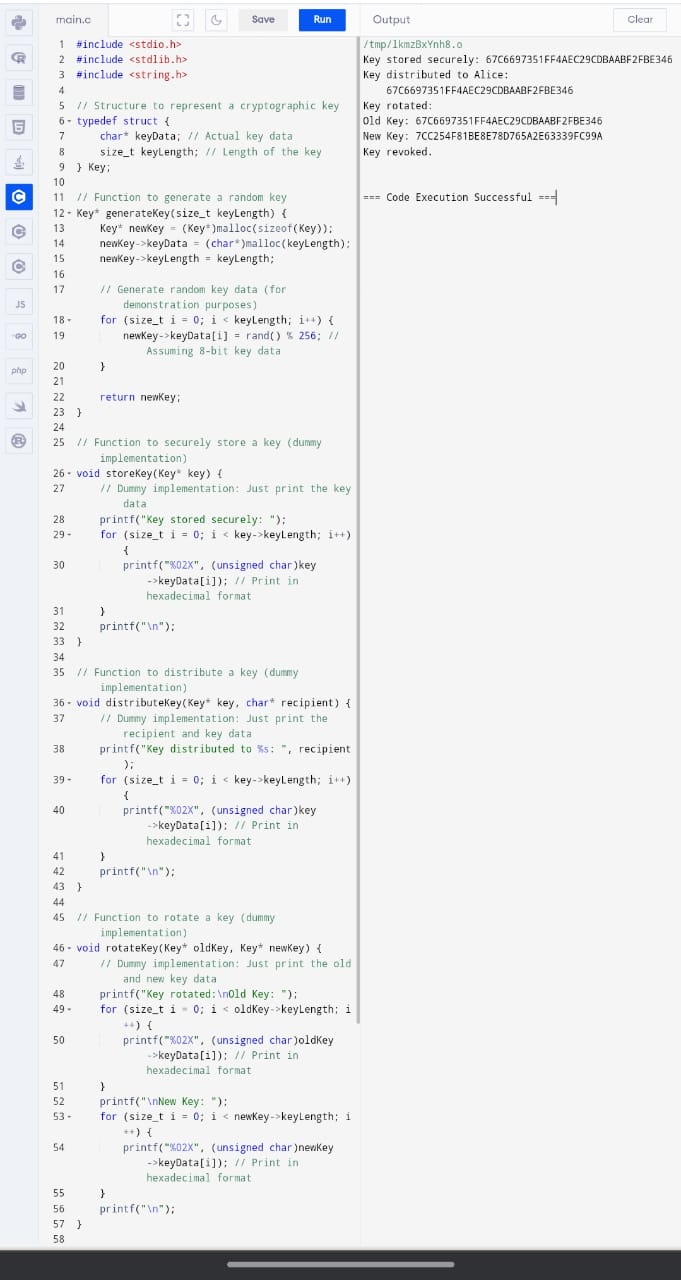 main.c
Save
Run
Output
Clear
JS
-GO
php
1 #include <stdio.h>
2 #include <stdlib.h>
3 #include <string.h>
4
5 // Structure to represent a cryptographic key
6 typedef struct {
7 char* keyData; // Actual key data
8 size_t keyLength; // Length of the key
9 } Key;
10
11 // Function to generate a random key
12 Key* generateKey(size_t keyLength) {
13 Key* newKey = (Key*)malloc(sizeof(Key));
14 newKey->keyData = (char*)malloc(keyLength);
15 newKey->keyLength = keyLength;
16
17 // Generate random key data (for
demonstration purposes)
18 for (size_t i = 0; i < keyLength; i++) {
19 newKey->keyData[i] = rand() % 256; //
Assuming 8-bit key data
20 }
21
22 return newKey;
23 }
24
25 // Function to securely store a key (dummy
implementation)
26 void storeKey(Key* key) {
27 // Dummy implementation: Just print the key
data
28 printf("Key stored securely: ");
29 for (size_t i = 0; i < key->keyLength; i++)
{
30 printf("%02X", (unsigned char)key
->keyData[i]); // Print in
hexadecimal format
31 }
32 printf("\n");
33 }
34
35 // Function to distribute a key (dummy
implementation)
36 void distributeKey(Key* key, char* recipient) {
37 // Dummy implementation: Just print the
recipient and key data
38 printf("Key distributed to %s: ", recipient
);
39 for (size_t i = 0; i < key->keyLength; i++)
{
40 printf("%02X", (unsigned char)key
->keyData[i]); // Print in
hexadecimal format
41 }
42 printf("\n");
43 }
44
45 // Function to rotate a key (dummy
implementation)
46 void rotateKey(Key* oldKey, Key* newKey) {
47 // Dummy implementation: Just print the old
and new key data
48 printf("Key rotated:\nOld Key: ");
49 for (size_t i = 0; i < oldKey->keyLength; i
++) {
50 printf("%02X", (unsigned char)oldKey
->keyData[i]); // Print in
hexadecimal format
51 }
52 printf("\nNew Key: ");
53 for (size_t i = 0; i < newKey->keyLength; i
++) {
54 printf("%02X", (unsigned char)newKey
->keyData[i]); // Print in
hexadecimal format
55 }
56 printf("\n");
57 }
58
/tmp/lkmzBxYnh8.o
Key stored securely: 67C6697351FF4AEC29CDBAABF2FBE346
Key distributed to Alice:
67C6697351FF4AEC29CDBAABF2FBE346
Key rotated:
Old Key: 67C6697351FF4AEC29CDBAABF2FBE346
New Key: 7CC254F81BE8E78D765A2E63339FC99A
Key revoked.
=== Code Execution Successful ===